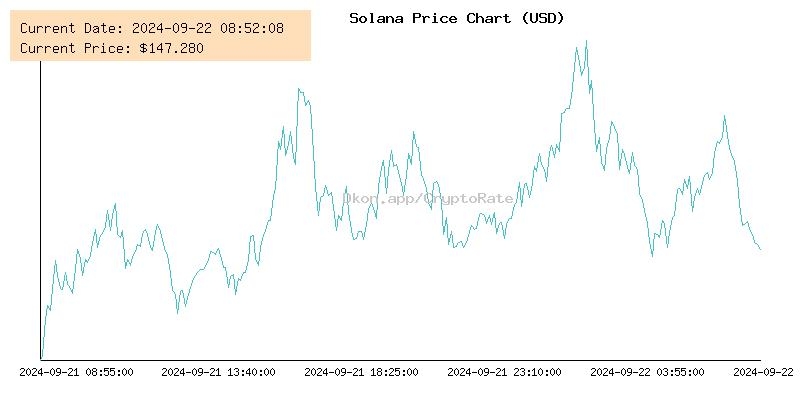 Solana Price Chart (USD)
Current Date: 2024-09-22 08:52:08
Current Price: $147.280
Dkon.app/CryptoRate
2024-09-21 08:55:00 2024-09-21 13:40:00 2024-09-21 18:25:00 2024-09-21 23:10:00 2024-09-22 03:55:00 2024-09-22